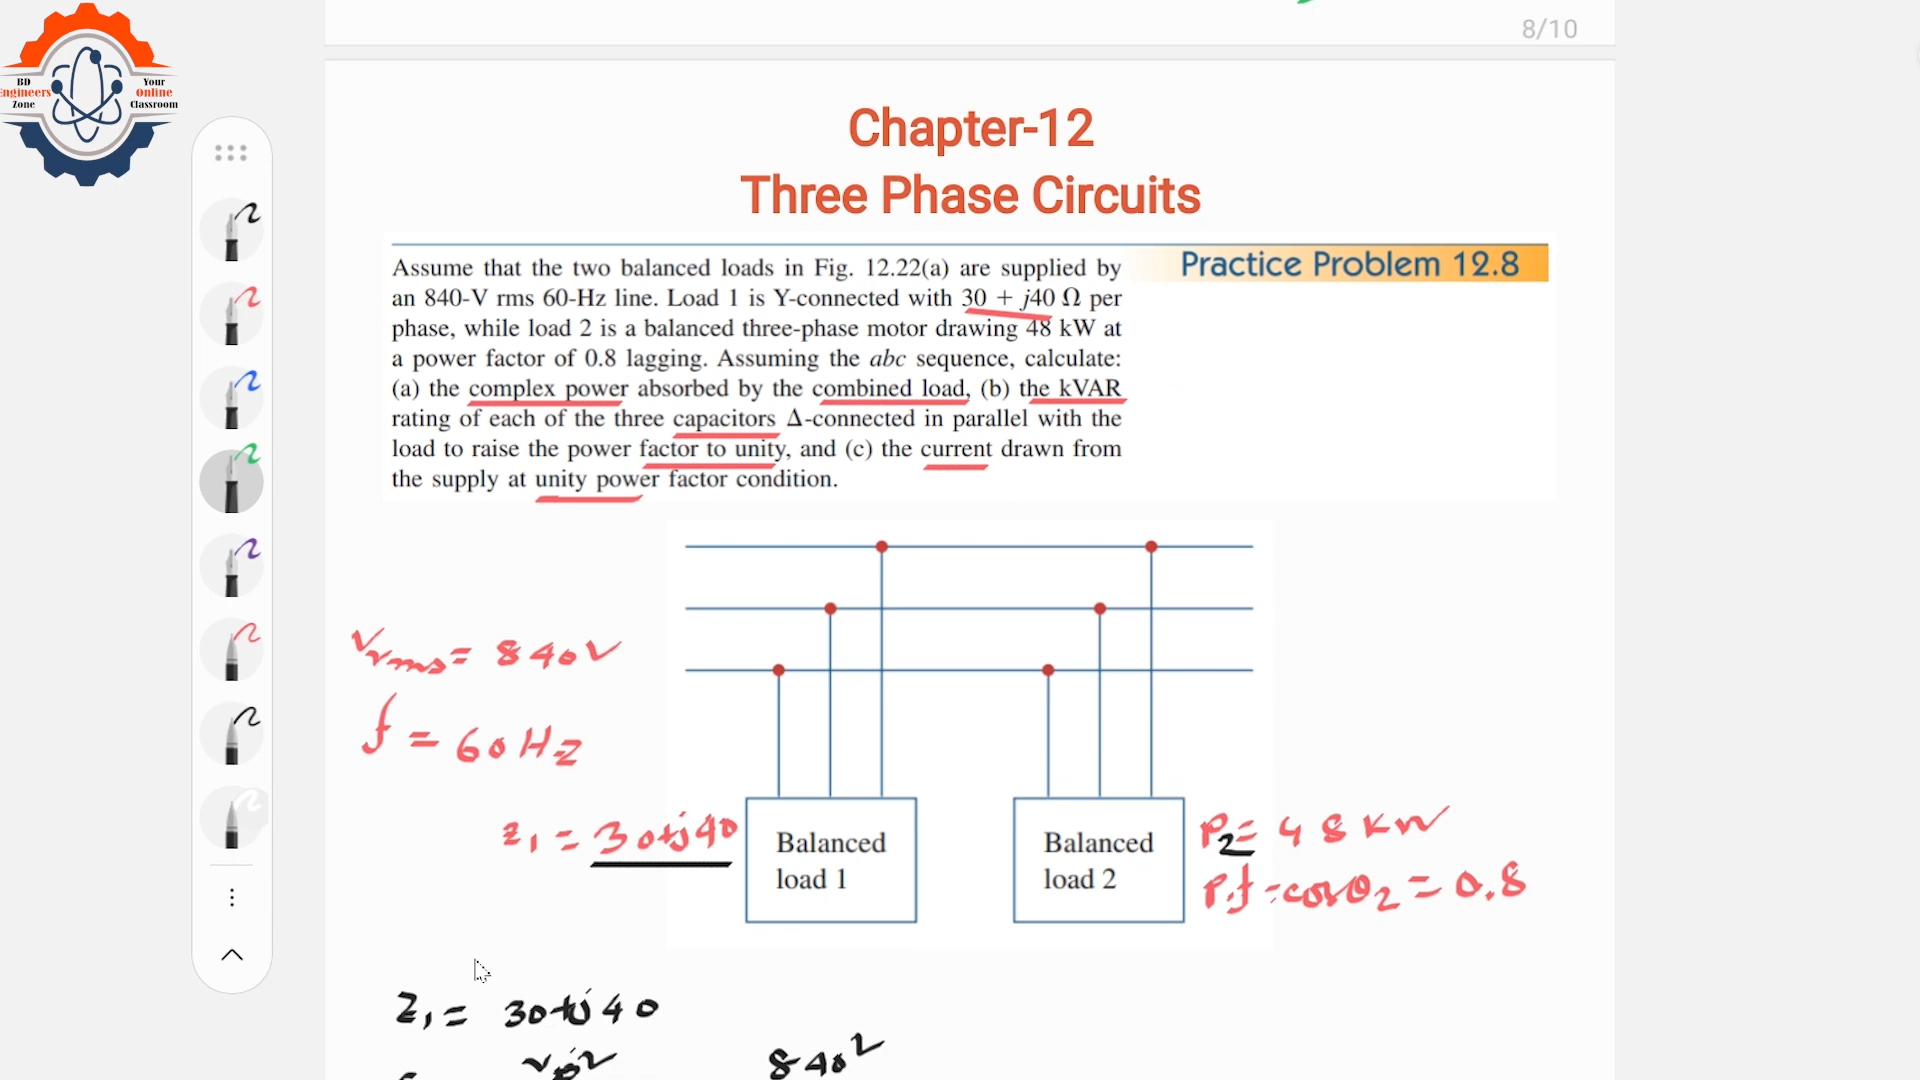 8/10
BD
Engineers
Zone
Your
Online
Classroom
Chapter-12
Three Phase Circuits
Practice Problem 12.8
Assume that the two balanced loads in Fig. 12.22(a) are supplied by
an 840-V rms 60-Hz line. Load 1 is Y-connected with 30 + j40 Ω per
phase, while load 2 is a balanced three-phase motor drawing 48 kW at
a power factor of 0.8 lagging. Assuming the abc sequence, calculate:
(a) the complex power absorbed by the combined load, (b) the kVAR
rating of each of the three capacitors Δ-connected in parallel with the
load to raise the power factor to unity, and (c) the current drawn from
the supply at unity power factor condition.
Vrms = 840V
f = 60Hz
Z1 = 30+j40
Balanced
load 1
Balanced
load 2
P2 = 48 kW
P.f = cosθ2 = 0.8
Z1 = 30+j40
840²